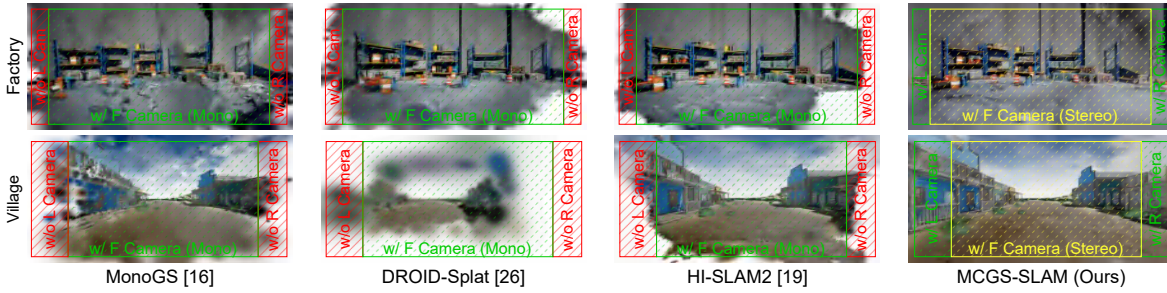 Factory
w/o L Cam
w/ F Camera (Mono)
w/o R Camera
w/o L Cam
w/ F Camera (Mono)
w/o R Camera
w/o L Cam
w/ F Camera (Mono)
w/o R Camera
w/ L Cam
w/ F Camera (Stereo)
w/ R Camera
Village
w/o L Camera
w/ F Camera (Mono)
w/o R Camera
w/o L Camera
w/ F Camera (Mono)
w/o R Camera
w/o L Camera
w/ F Camera (Mono)
w/o R Camera
w/ L Camera
w/ F Camera (Stereo)
w/ R Camera
MonoGS [16]
DROID-Splat [26]
HI-SLAM2 [19]
MCGS-SLAM (Ours)